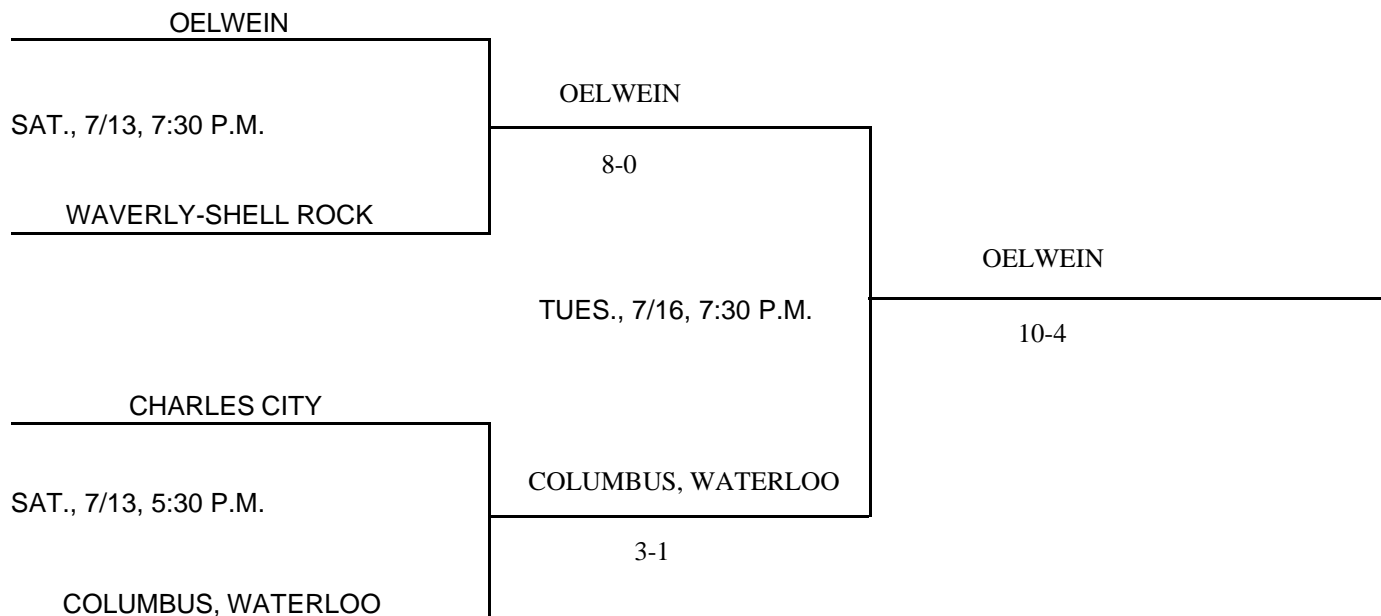 OELWEIN
OELWEIN
SAT., 7/13, 7:30 P.M.
8-0
WAVERLY-SHELL ROCK
OELWEIN
TUES., 7/16, 7:30 P.M.
10-4
CHARLES CITY
COLUMBUS, WATERLOO
SAT., 7/13, 5:30 P.M.
3-1
COLUMBUS, WATERLOO